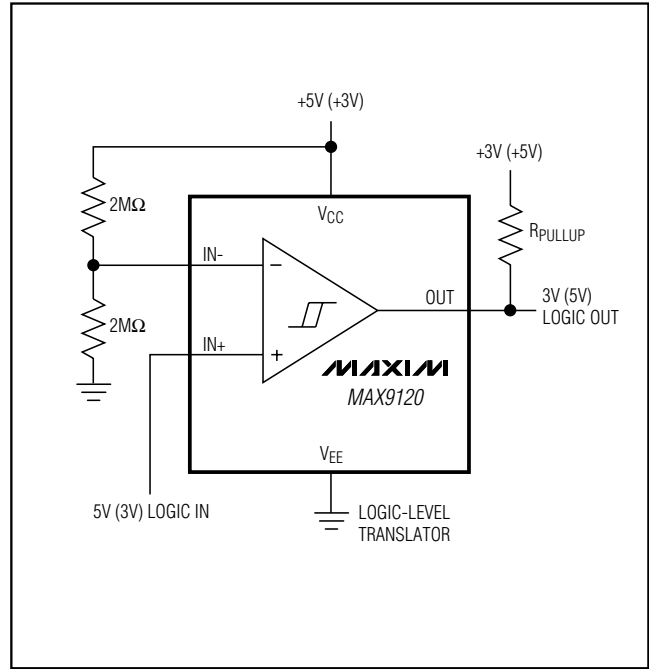 +5V (+3V)
+3V (+5V)
2MΩ
VCC
RPULLUP
IN-
−
OUT
3V (5V)
LOGIC OUT
2MΩ
IN+
+
MAXIM
MAX9120
VEE
5V (3V) LOGIC IN
LOGIC-LEVEL
TRANSLATOR